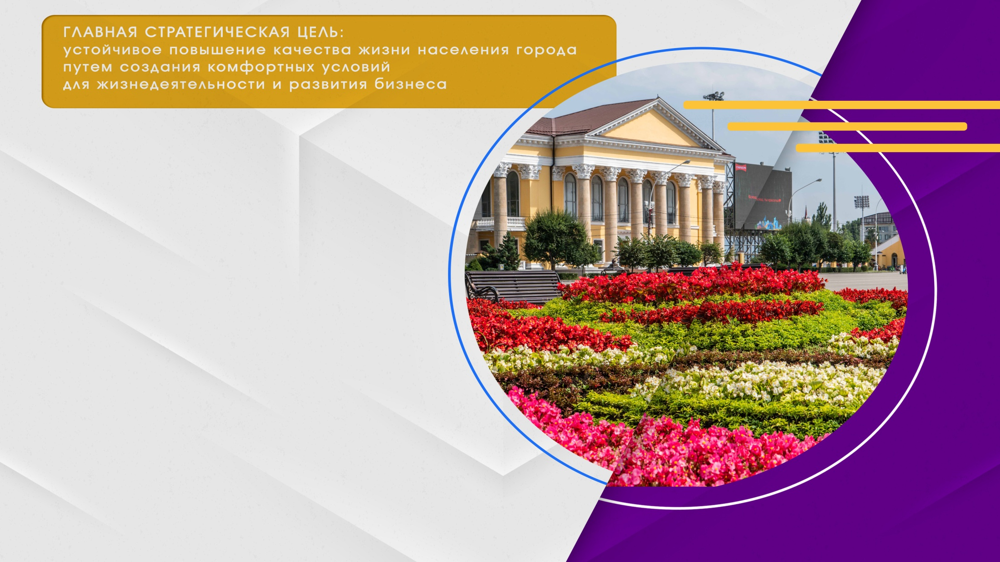 ГЛАВНАЯ СТРАТЕГИЧЕСКАЯ ЦЕЛЬ:
устойчивое повышение качества жизни населения города
путем создания комфортных условий
для жизнедеятельности и развития бизнеса